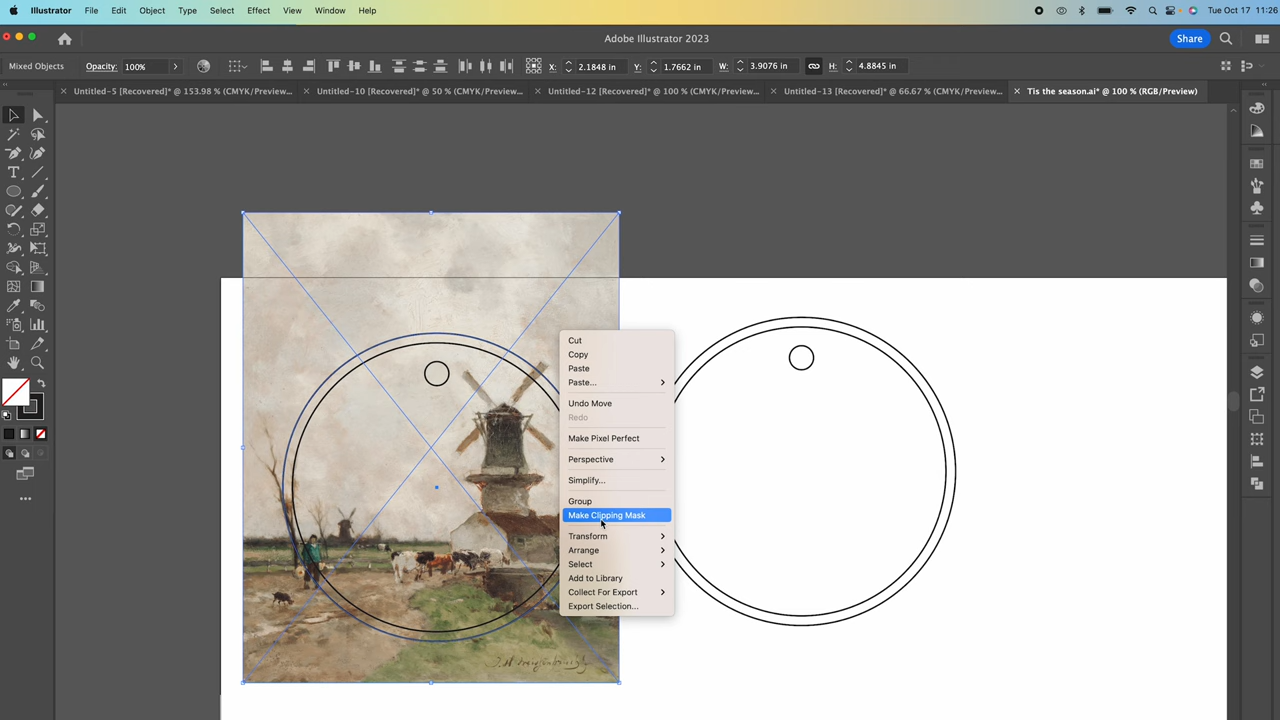 Illustrator File Edit Object Type Select Effect View Window Help Tue Oct 17 11:26
Adobe Illustrator 2023 Share
Mixed Objects Opacity: 100% X: 2.1848 in Y: 1.7662 in W: 3.9076 in H: 4.8845 in
Untitled-5 [Recovered]* @ 153.98 % (CMYK/Preview... Untitled-10 [Recovered]* @ 50 % (CMYK/Preview... Untitled-12 [Recovered]* @ 100 % (CMYK/Preview... Untitled-13 [Recovered]* @ 66.67 % (CMYK/Preview... Tis the season.ai* @ 100 % (RGB/Preview)
Cut
Copy
Paste
Paste...
Undo Move
Redo
Make Pixel Perfect
Perspective
Simplify...
Group
Make Clipping Mask
Transform
Arrange
Select
Add to Library
Collect For Export
Export Selection...